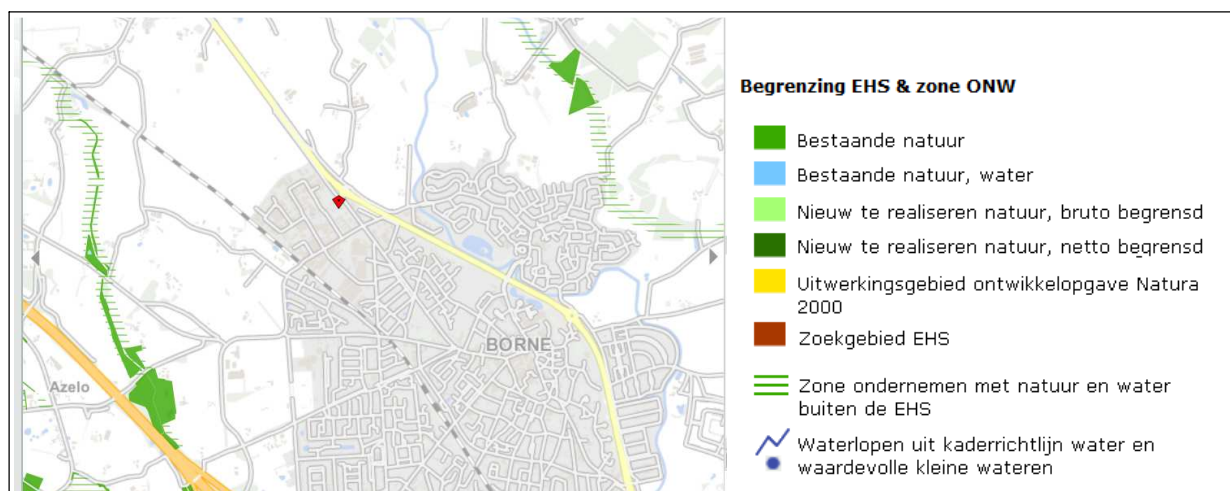 Begrenzing EHS & zone ONW
Bestaande natuur
Bestaande natuur, water
Nieuw te realiseren natuur, bruto begrensd
Nieuw te realiseren natuur, netto begrensd
Uitwerkingsgebied ontwikkelopgave Natura
2000
Zoekgebied EHS
Zone ondernemen met natuur en water
buiten de EHS
Waterlopen uit kaderrichtlijn water en
waardevolle kleine wateren
BORNE
Azelo